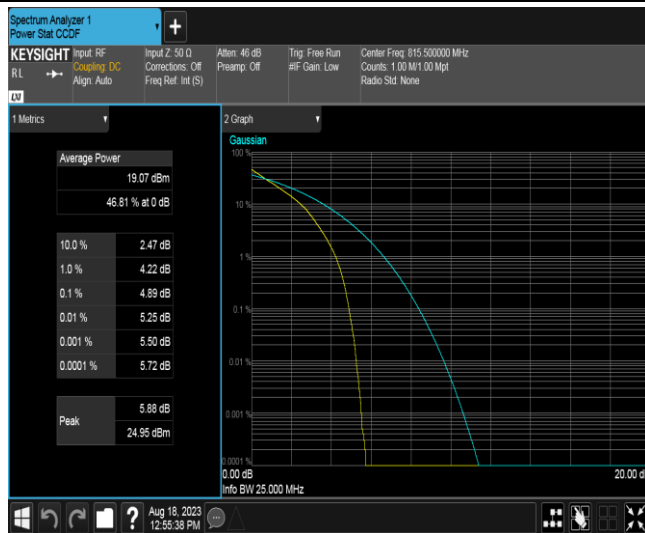 Spectrum Analyzer 1
Power Stat CCDF
+
KEYSIGHT
RL
LXI
Input: RF
Coupling: DC
Align: Auto
Input Z: 50 Ω
Corrections: Off
Freq Ref: Int (S)
Atten: 46 dB
Preamp: Off
Trig: Free Run
#IF Gain: Low
Center Freq: 815.500000 MHz
Counts: 1.00 M/1.00 Mpt
Radio Std: None
1 Metrics
Average Power
19.07 dBm
46.81 % at 0 dB
10.0 % 2.47 dB
1.0 % 4.22 dB
0.1 % 4.89 dB
0.01 % 5.25 dB
0.001 % 5.50 dB
0.0001 % 5.72 dB
Peak
5.88 dB
24.95 dBm
2 Graph
Gaussian
100 %
10 %
1 %
0.1 %
0.01 %
0.001 %
0.0001 %
0.00 dB
20.00 d
Info BW 25.000 MHz
?
Aug 18, 2023
12:55:38 PM